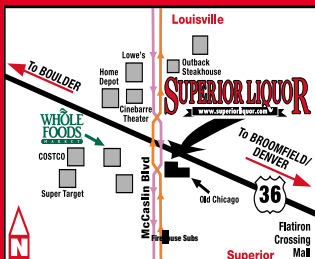 Louisville
Lowe's
Outback
Steakhouse
To BOULDER
Home
Depot
Cinebarre
Theater
SUPERIOR LIQUOR
www.superiorliquor.com
WHOLE
FOODS
MARKET
To BROOMFIELD/
DENVER
COSTCO
Super Target
McCaslin Blvd
Old Chicago
36
Firehouse Subs
Flatiron
Crossing
Mall
Superior
N